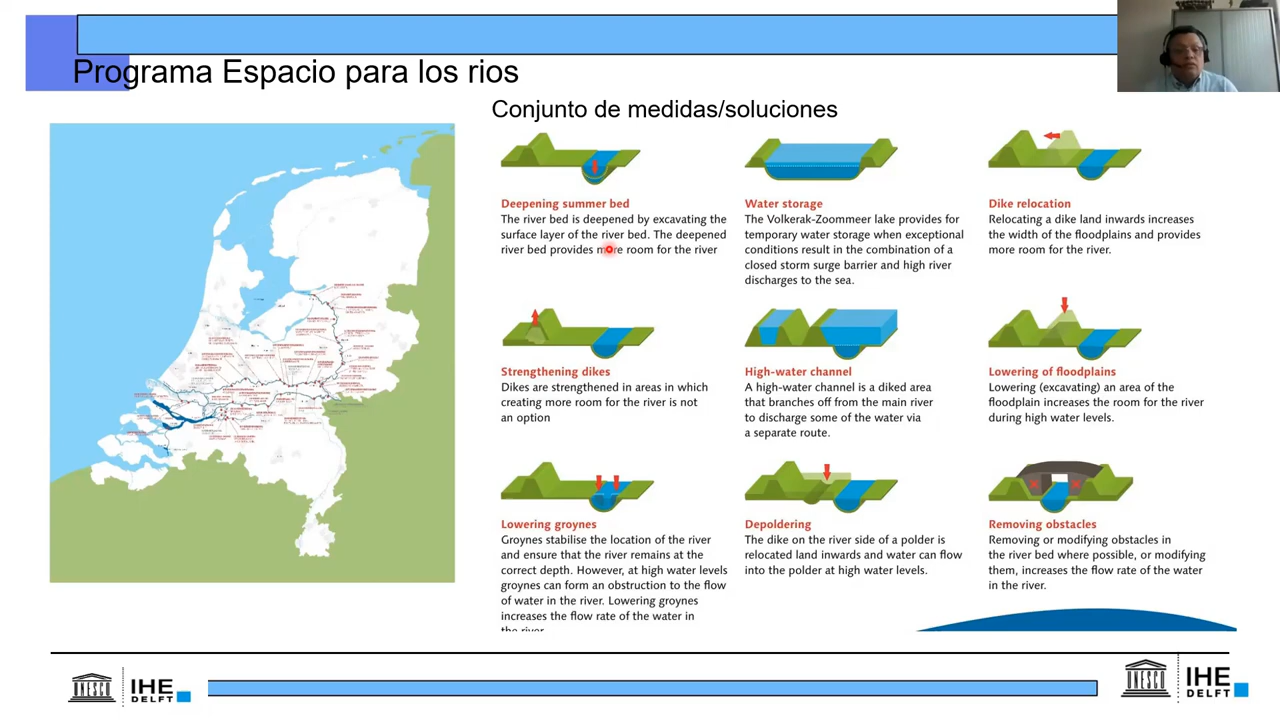 Programa Espacio para los rios
Conjunto de medidas/soluciones
Deepening summer bed
The river bed is deepened by excavating the
surface layer of the river bed. The deepened
river bed provides more room for the river
Water storage
The Volkerak-Zoommeer lake provides for
temporary water storage when exceptional
conditions result in the combination of a
closed storm surge barrier and high river
discharges to the sea.
Dike relocation
Relocating a dike land inwards increases
the width of the floodplains and provides
more room for the river.
Strengthening dikes
Dikes are strengthened in areas in which
creating more room for the river is not
an option
High-water channel
A high-water channel is a diked area
that branches off from the main river
to discharge some of the water via
a separate route.
Lowering of floodplains
Lowering (excavating) an area of the
floodplain increases the room for the river
during high water levels.
Lowering groynes
Groynes stabilise the location of the river
and ensure that the river remains at the
correct depth. However, at high water levels
groynes can form an obstruction to the flow
of water in the river. Lowering groynes
increases the flow rate of the water in
the river
Depoldering
The dike on the river side of a polder is
relocated land inwards and water can flow
into the polder at high water levels.
Removing obstacles
Removing or modifying obstacles in
the river bed where possible, or modifying
them, increases the flow rate of the water
in the river.
UNESCO
IHE
DELFT
UNESCO
IHE
DELFT